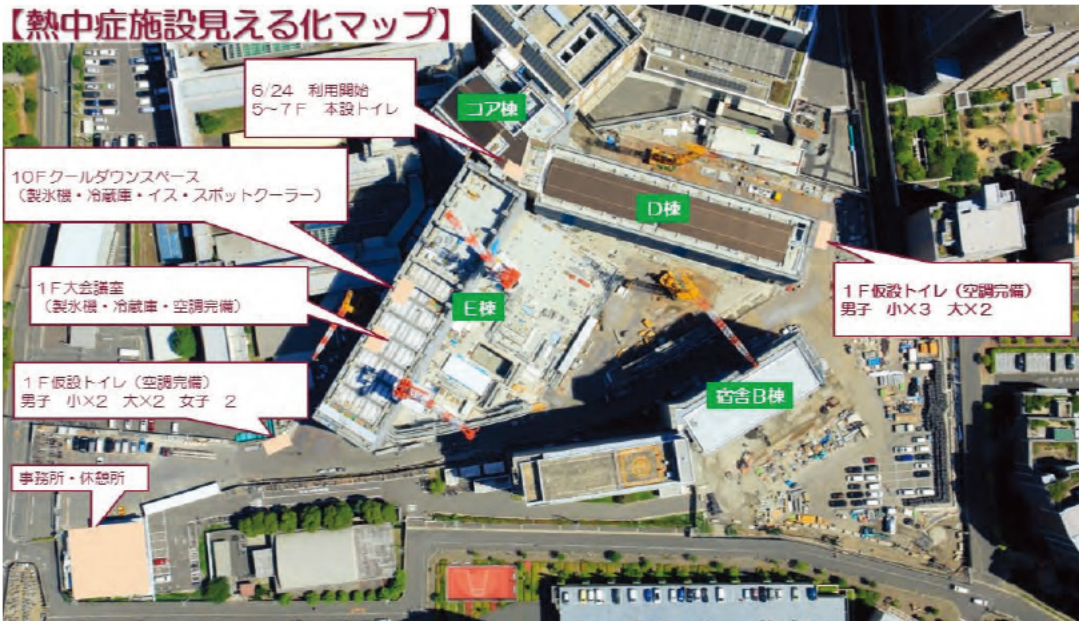 【熱中症施設見える化マップ】
6/24 利用開始
5～7F 本設トイレ
コア棟
10Fクールダウンスペース
（製氷機・冷蔵庫・イス・スポットクーラー）
D棟
1F大会議室
（製氷機・冷蔵庫・空調完備）
E棟
1F仮設トイレ（空調完備）
男子 小×3 大×2
1F仮設トイレ（空調完備）
男子 小×2 大×2 女子 2
宿舎B棟
事務所・休憩所